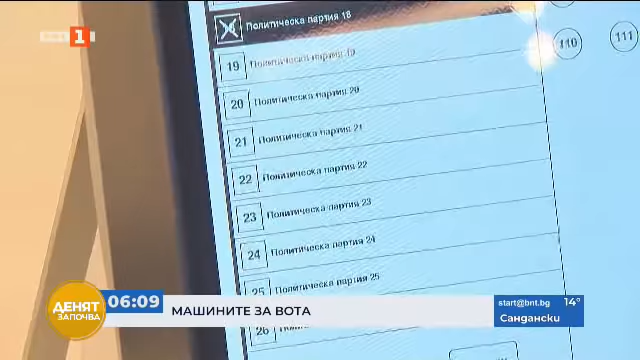 БНТ 1
Политическа партия 18
19 Политическа партия 19
110
111
20 Политическа партия 20
21 Политическа партия 21
22 Политическа партия 22
23 Политическа партия 23
24 Политическа партия 24
25 Политическа партия 25
26
ДЕНЯТ
ЗАПОЧВА
06:09
МАШИНИТЕ ЗА ВОТА
start@bnt.bg 14°
Сандански